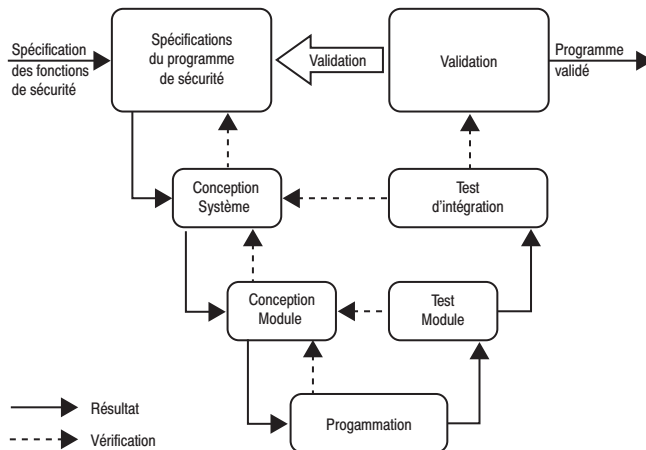 Spécification
des fonctions
de sécurité
Spécifications
du programme
de sécurité
Validation
Validation
Programme
validé
Conception
Système
Test
d'intégration
Conception
Module
Test
Module
Progammation
Résultat
Vérification